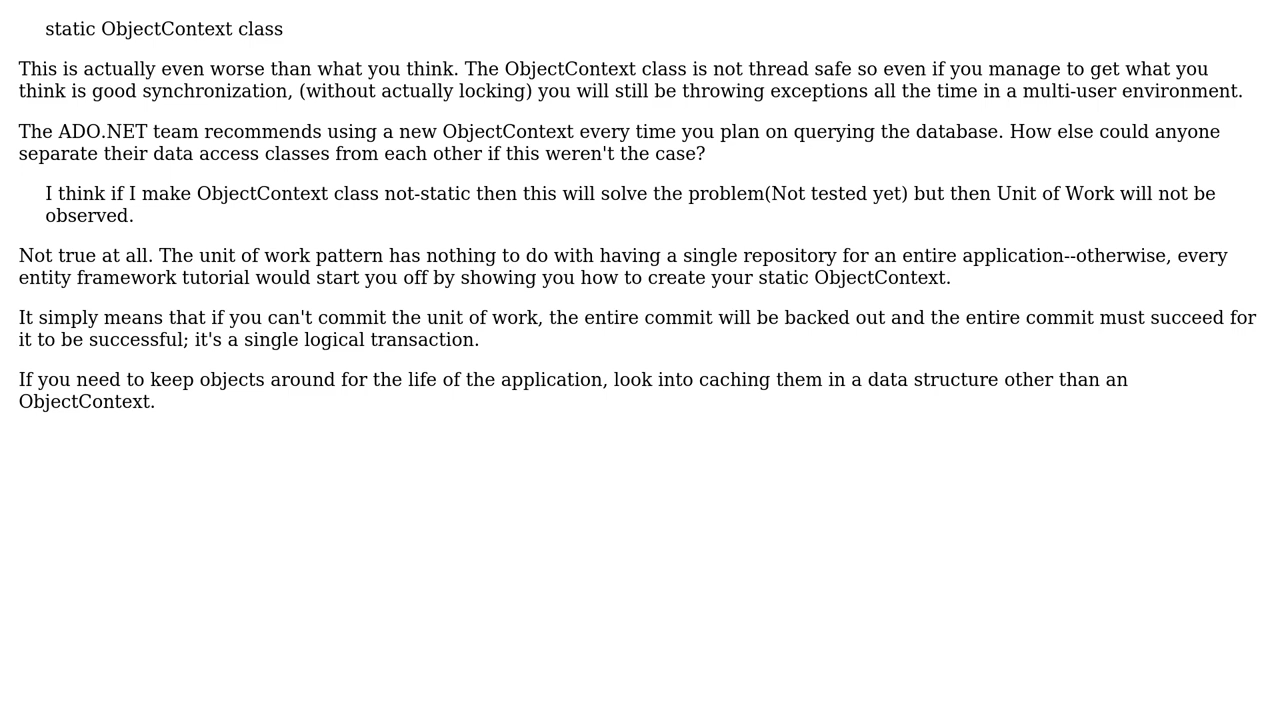 static ObjectContext class
This is actually even worse than what you think. The ObjectContext class is not thread safe so even if you manage to get what you
think is good synchronization, (without actually locking) you will still be throwing exceptions all the time in a multi-user environment.
The ADO.NET team recommends using a new ObjectContext every time you plan on querying the database. How else could anyone
separate their data access classes from each other if this weren't the case?
I think if I make ObjectContext class not-static then this will solve the problem(Not tested yet) but then Unit of Work will not be
observed.
Not true at all. The unit of work pattern has nothing to do with having a single repository for an entire application--otherwise, every
entity framework tutorial would start you off by showing you how to create your static ObjectContext.
It simply means that if you can't commit the unit of work, the entire commit will be backed out and the entire commit must succeed for
it to be successful; it's a single logical transaction.
If you need to keep objects around for the life of the application, look into caching them in a data structure other than an
ObjectContext.